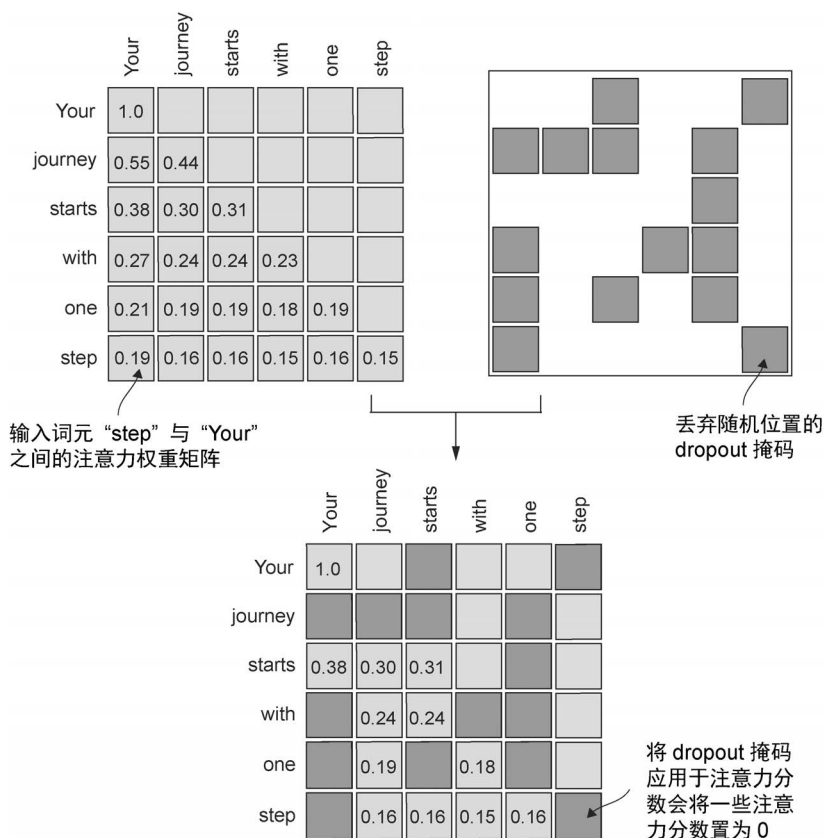 Your journey starts with one step
Your 1.0
journey 0.55 0.44
starts 0.38 0.30 0.31
with 0.27 0.24 0.24 0.23
one 0.21 0.19 0.19 0.18 0.19
step 0.19 0.16 0.16 0.15 0.16 0.15
输入词元“step”与“Your”
之间的注意力权重矩阵
丢弃随机位置的
dropout 掩码
Your journey starts with one step
Your 1.0
journey
starts 0.38 0.30 0.31
with 0.24 0.24
one 0.19 0.18
step 0.16 0.16 0.15 0.16
将 dropout 掩码
应用于注意力分
数会将一些注意
力分数置为 0